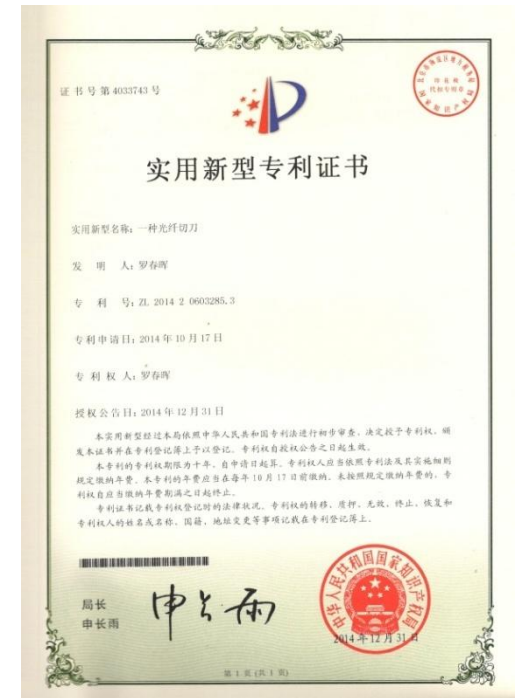 证书号第4033743号
实用新型专利证书
实用新型名称：一种光纤切刀
发 明 人：罗春晖
专 利 号：ZL 2014 2 0603285.3
专利申请日：2014年10月17日
专 利 权 人：罗春晖
授权公告日：2014年12月31日
本实用新型经过本局依照中华人民共和国专利法进行初步审查，决定授予专利权，颁
发本证书并在专利登记簿上予以登记。专利权自授权公告之日起生效。
本专利的专利权期限为十年，自申请日起算。专利权人应当依照专利法及其实施细则
规定缴纳年费。本专利的年费应当在每年10月17日前缴纳。未按照规定缴纳年费的，专
利权自应当缴纳年费期满之日起终止。
专利证书记载专利权登记时的法律状况。专利权的转移、质押、无效、终止、恢复和
专利权人的姓名或名称、国籍、地址变更等事项记载在专利登记簿上。
局长
申长雨
申长雨
中华人民共和国国家知识产权局
2014年12月31日
第 1 页 (共 1 页)